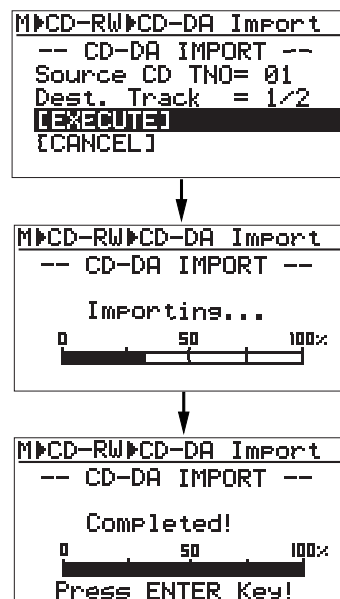 M▶CD-RW▶CD-DA Import
-- CD-DA IMPORT --
Source CD TNO= 01
Dest. Track = 1/2
[EXECUTE]
[CANCEL]
M▶CD-RW▶CD-DA Import
-- CD-DA IMPORT --
Importing...
0 50 100%
M▶CD-RW▶CD-DA Import
-- CD-DA IMPORT --
Completed!
0 50 100%
Press ENTER Key!